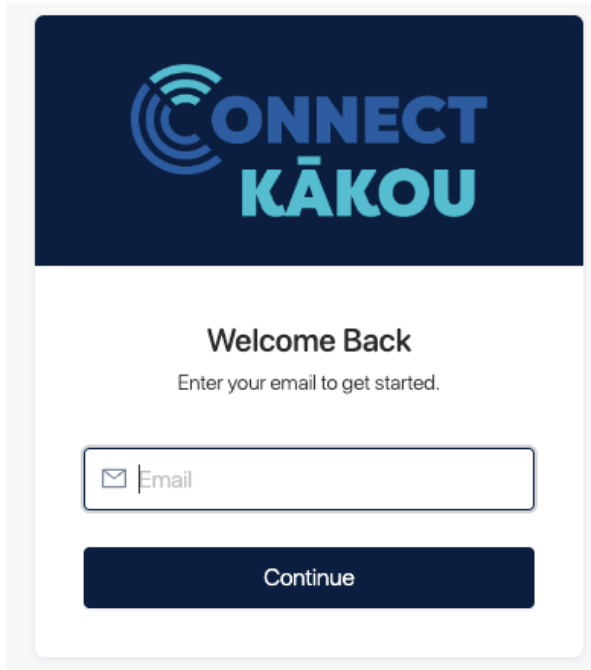 CONNECT
KĀKOU
Welcome Back
Enter your email to get started.
Email
Continue